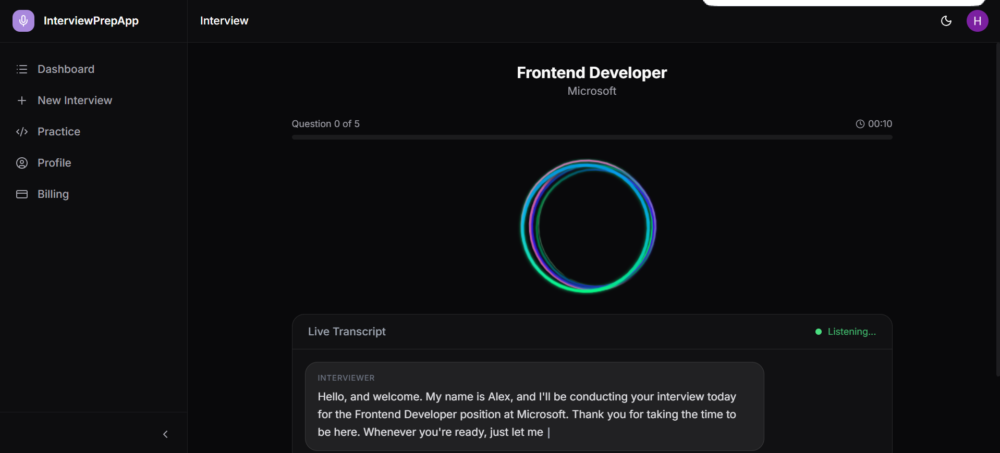 InterviewPrepApp
Interview
H
Dashboard
New Interview
Practice
Profile
Billing
Frontend Developer
Microsoft
Question 0 of 5
00:10
Live Transcript
Listening...
INTERVIEWER
Hello, and welcome. My name is Alex, and I'll be conducting your interview today
for the Frontend Developer position at Microsoft. Thank you for taking the time to
be here. Whenever you're ready, just let me